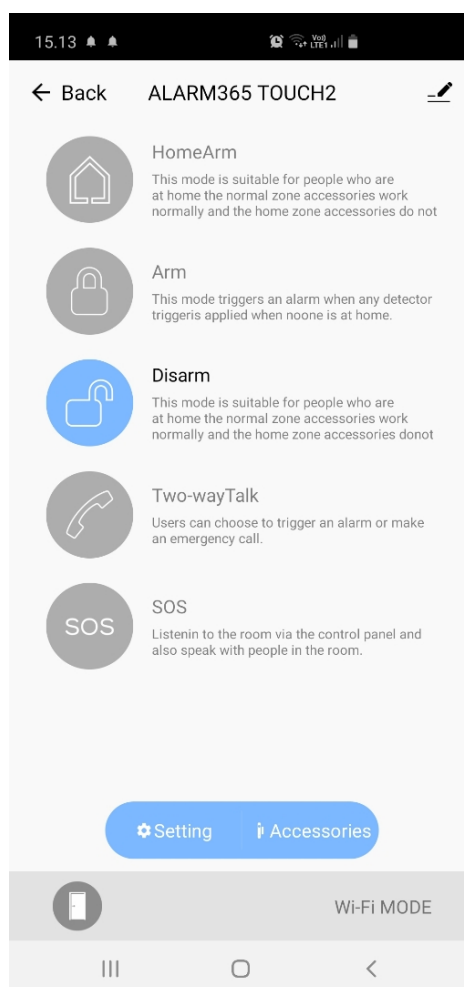 15.13
Vo))
LTE1
Back ALARM365 TOUCH2
HomeArm
This mode is suitable for people who are
at home the normal zone accessories work
normally and the home zone accessories do not
Arm
This mode triggers an alarm when any detector
triggeris applied when noone is at home.
Disarm
This mode is suitable for people who are
at home the normal zone accessories work
normally and the home zone accessories donot
Two-wayTalk
Users can choose to trigger an alarm or make
an emergency call.
SOS
SOS
Listenin to the room via the control panel and
also speak with people in the room.
Setting Accessories
Wi-Fi MODE